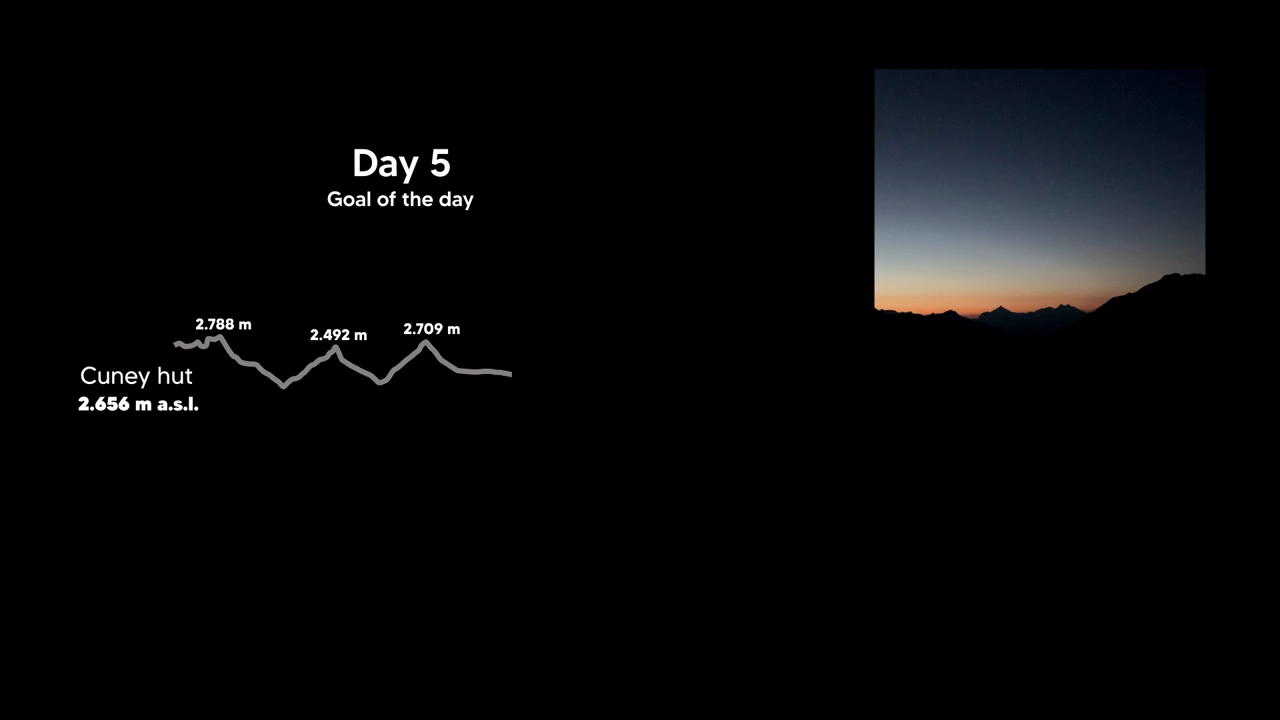 Day 5
Goal of the day
2.788 m
2.492 m
2.709 m
Cuney hut
2.656 m a.s.l.